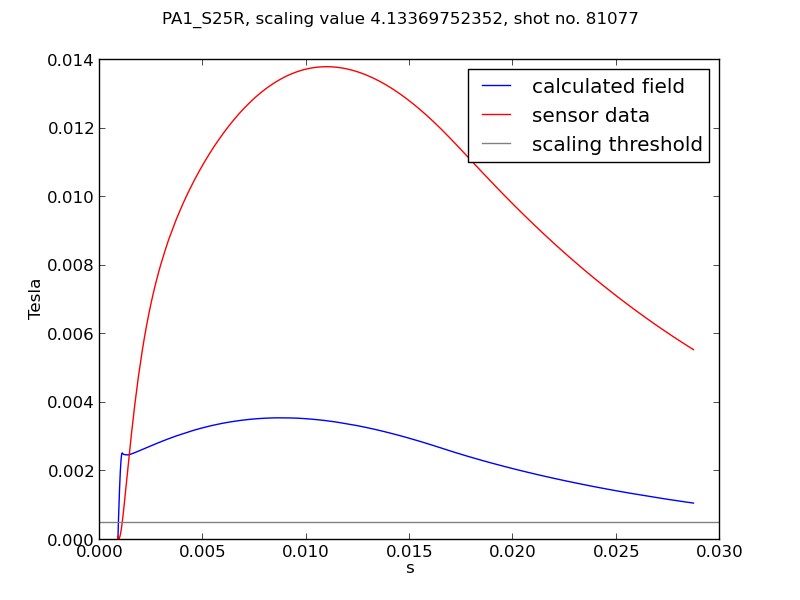 PA1_S25R, scaling value 4.13369752352, shot no. 81077
0.014
0.012
0.010
0.008
0.006
0.004
0.002
0.000
Tesla
calculated field
sensor data
scaling threshold
0.000 0.005 0.010 0.015 0.020 0.025 0.030
s